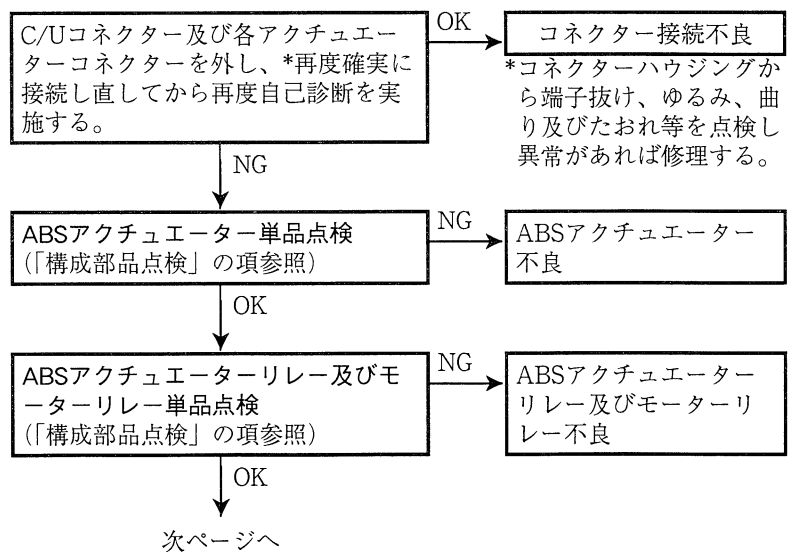 C/Uコネクター及び各アクチュエー
ターコネクターを外し、*再度確実に
接続し直してから再度自己診断を実
施する。
OK
コネクター接続不良
*コネクターハウジングか
ら端子抜け、ゆるみ、曲
り及びたおれ等を点検し
異常があれば修理する。
NG
ABSアクチュエーター単品点検
(「構成部品点検」の項参照)
NG
ABSアクチュエーター
不良
OK
ABSアクチュエーターリレー及びモ
ーターリレー単品点検
(「構成部品点検」の項参照)
NG
ABSアクチュエーター
リレー及びモーターリ
レー不良
OK
次ページへ